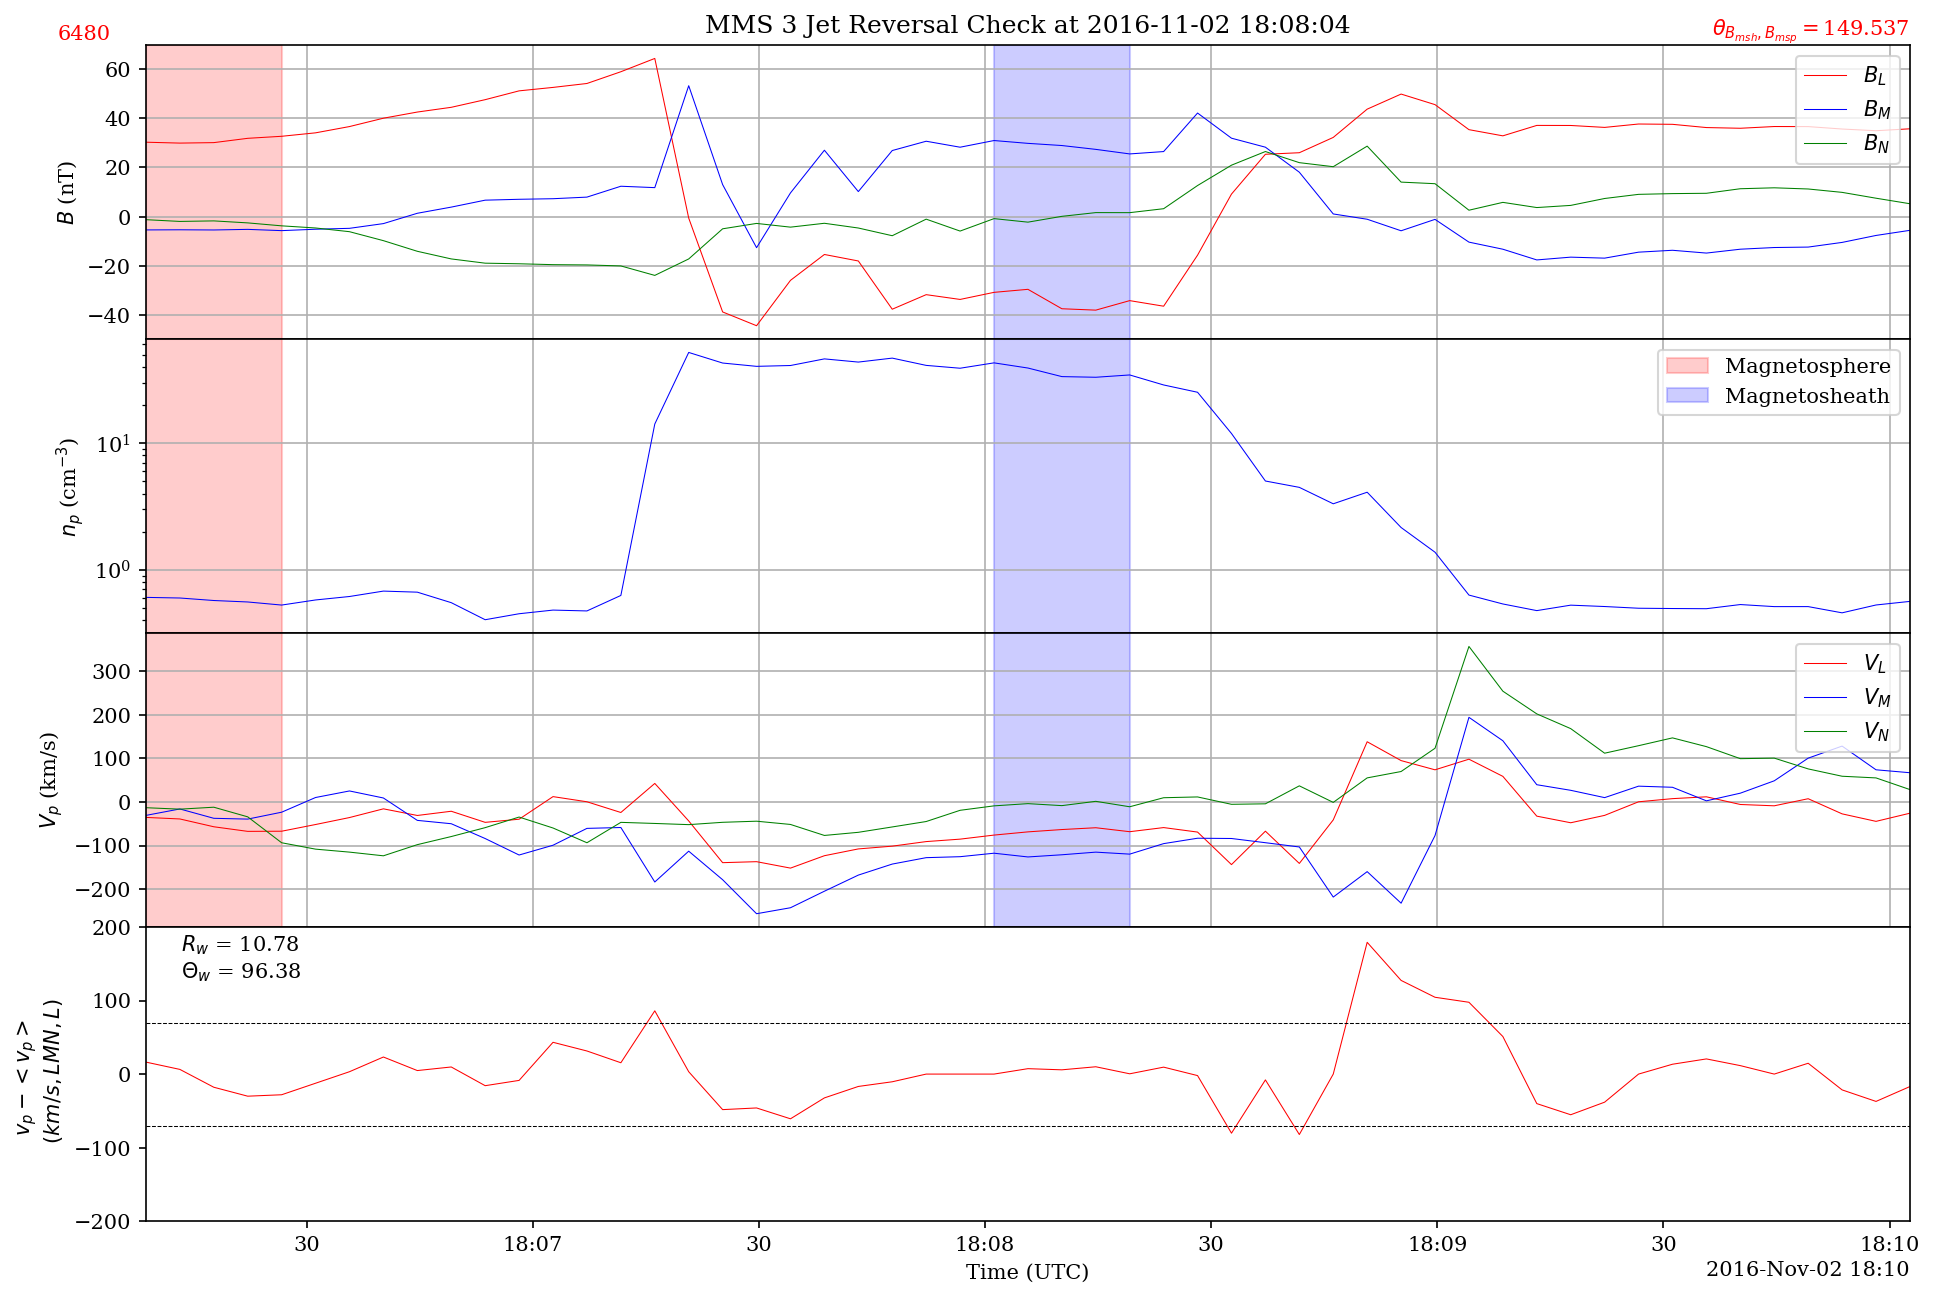 MMS 3 Jet Reversal Check at 2016-11-02 18:08:04
6480
θ_{B_{msh}, B_{msp}} = 149.537
60
40
20
0
−20
−40
B (nT)
B_L
B_M
B_N
10^1
10^0
n_p (cm^{−3})
Magnetosphere
Magnetosheath
300
200
100
0
−100
−200
V_p (km/s)
V_L
V_M
V_N
200
100
0
−100
−200
v_p − < v_p >
(km/s, LMN, L)
R_w = 10.78
Θ_w = 96.38
30
18:07
30
18:08
30
18:09
30
18:10
Time (UTC)
2016-Nov-02 18:10